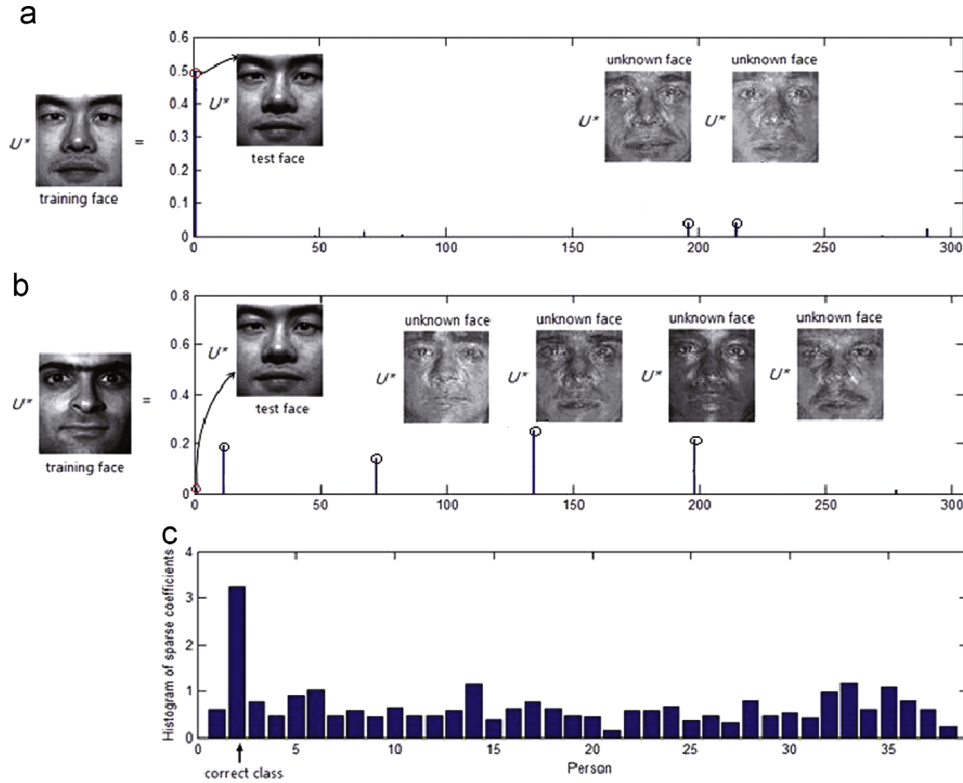 a
0.6
0.5
0.4
0.3
0.2
0.1
0
0 50 100 150 200 250 300
U* training face =
U* test face
unknown face
U*
unknown face
U*
b
0.8
0.6
0.4
0.2
0
0 50 100 150 200 250 300
U* training face =
U* test face
unknown face
U*
unknown face
U*
unknown face
U*
unknown face
U*
c
Histogram of sparse coefficients
4
3
2
1
0
0 5 10 15 20 25 30 35
correct class
Person